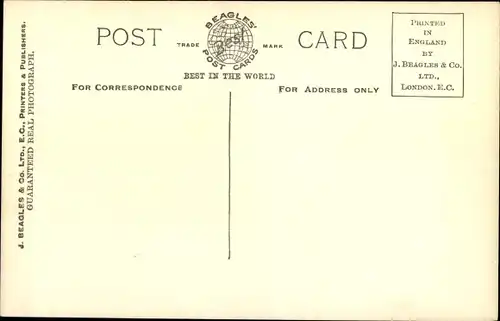 POST CARD
BEAGLES'
Best
POST CARDS
TRADE MARK
BEST IN THE WORLD
FOR CORRESPONDENCE
FOR ADDRESS ONLY
PRINTED
IN
ENGLAND
BY
J. BEAGLES & CO.
LTD.,
LONDON. E.C.
J. BEAGLES & CO. LTD., E.C., PRINTERS & PUBLISHERS.
GUARANTEED REAL PHOTOGRAPH.